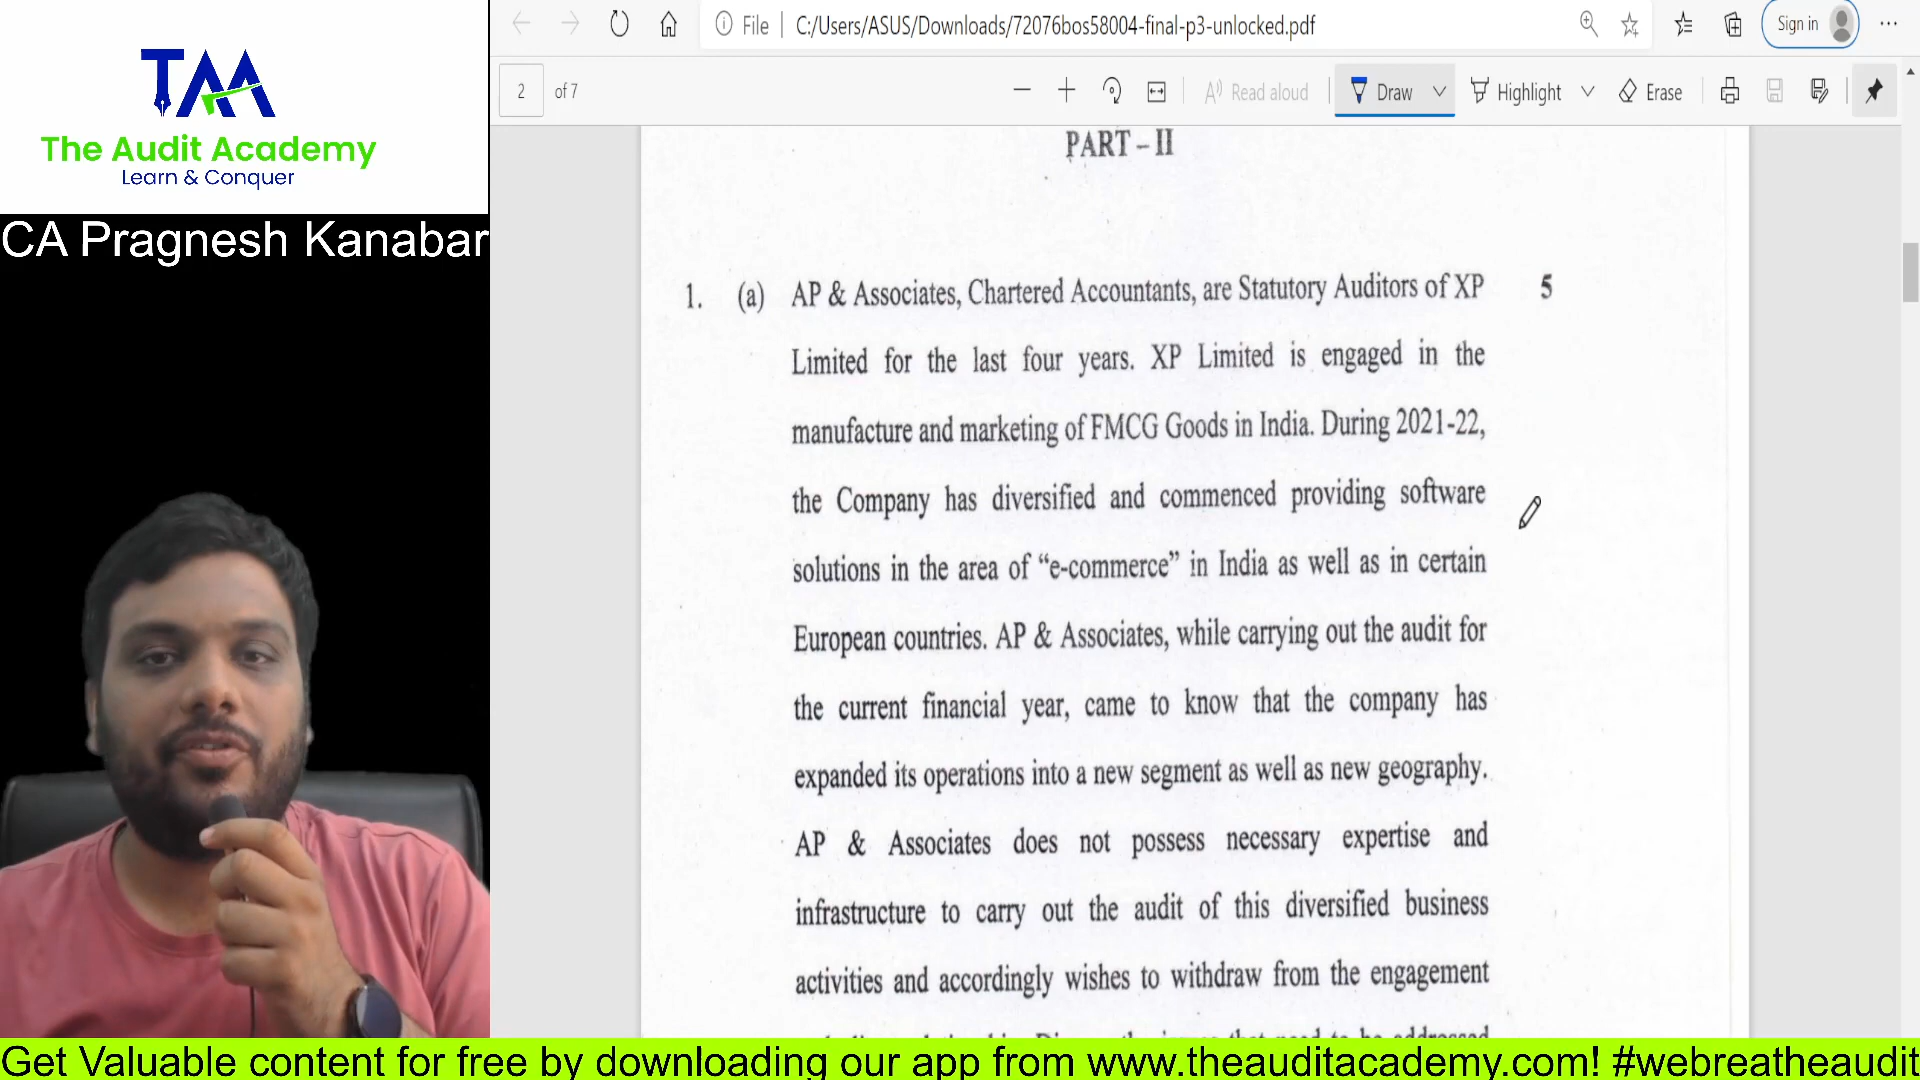 TAA
The Audit Academy
Learn & Conquer
CA Pragnesh Kanabar
File
C:/Users/ASUS/Downloads/72076bos58004-final-p3-unlocked.pdf
Sign in
2 of 7
Read aloud
Draw
Highlight
Erase
PART – II
1. (a) AP & Associates, Chartered Accountants, are Statutory Auditors of XP 5
Limited for the last four years. XP Limited is engaged in the
manufacture and marketing of FMCG Goods in India. During 2021-22,
the Company has diversified and commenced providing software
solutions in the area of “e-commerce” in India as well as in certain
European countries. AP & Associates, while carrying out the audit for
the current financial year, came to know that the company has
expanded its operations into a new segment as well as new geography.
AP & Associates does not possess necessary expertise and
infrastructure to carry out the audit of this diversified business
activities and accordingly wishes to withdraw from the engagement
Get Valuable content for free by downloading our app from www.theauditacademy.com! #webreatheaudit